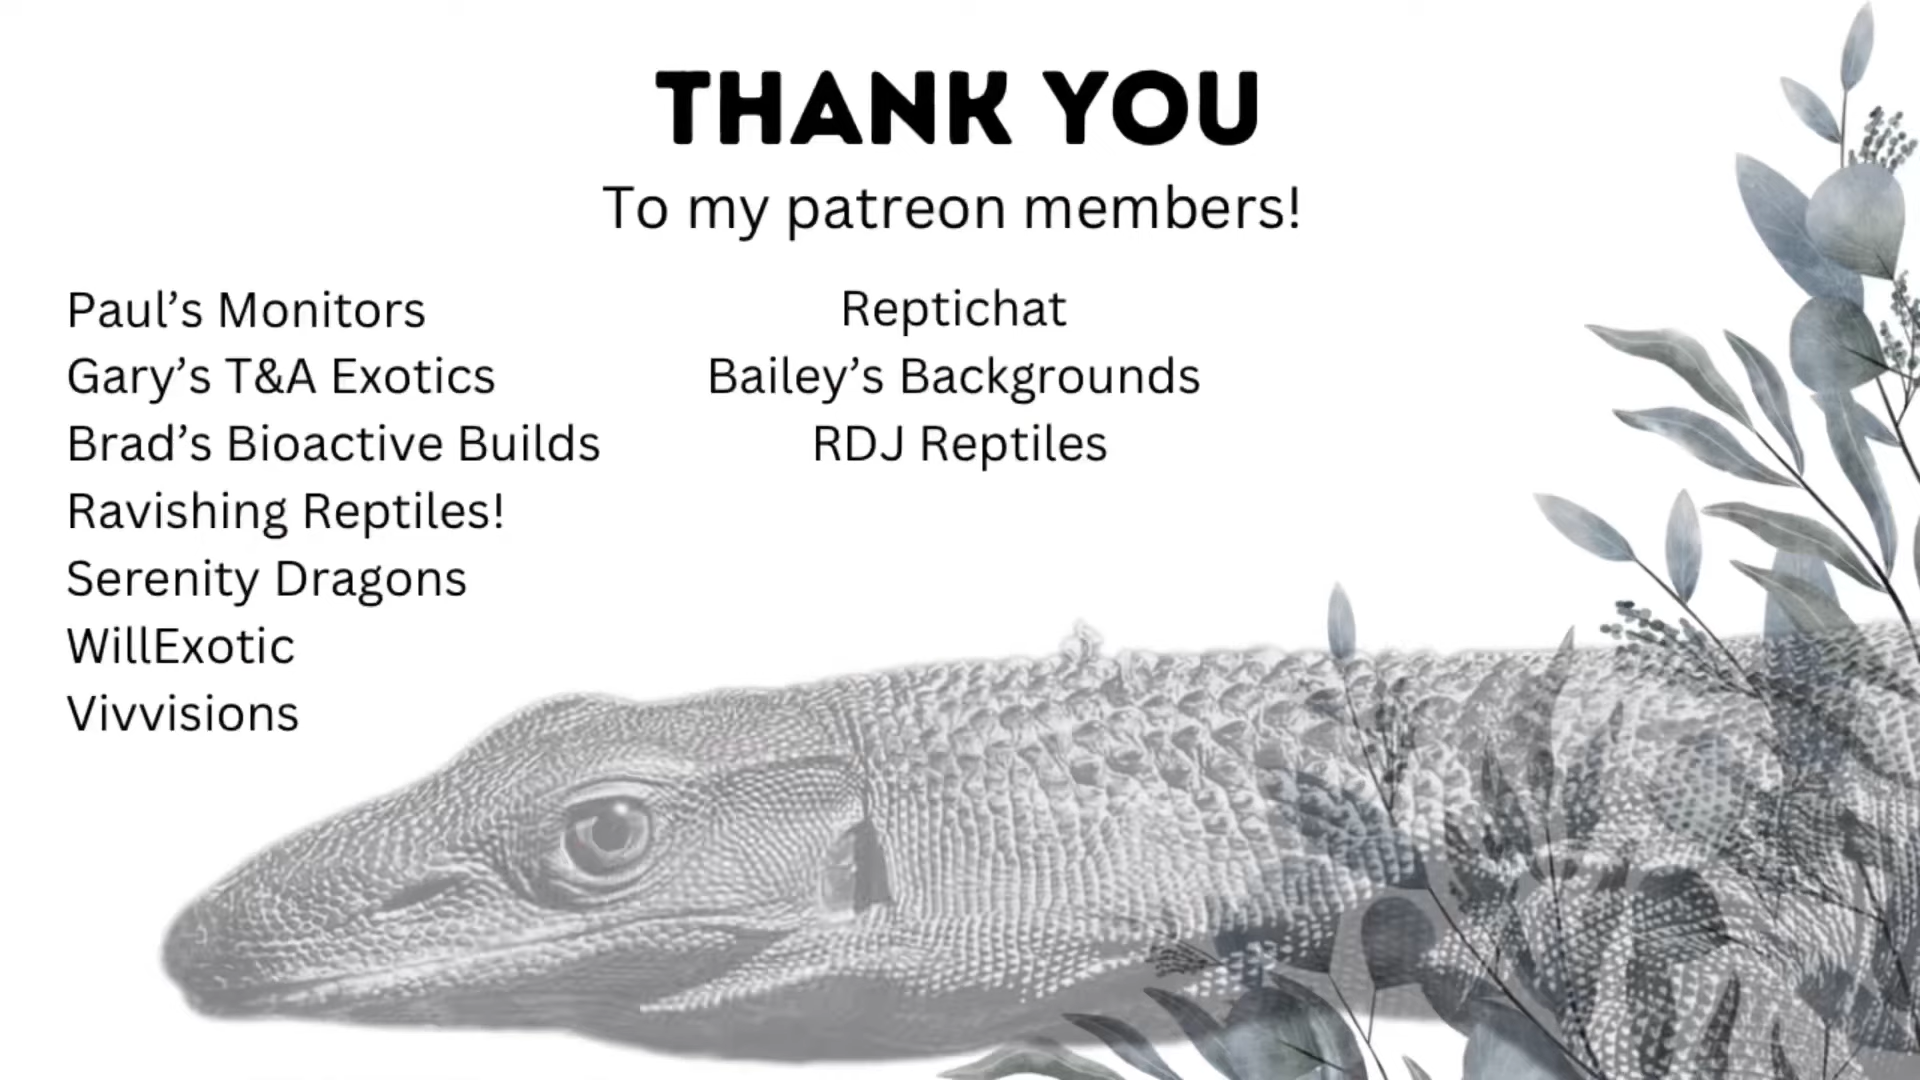 THANK YOU
To my patreon members!
Paul’s Monitors
Gary’s T&A Exotics
Brad’s Bioactive Builds
Ravishing Reptiles!
Serenity Dragons
WillExotic
Vivvisions
Reptichat
Bailey’s Backgrounds
RDJ Reptiles